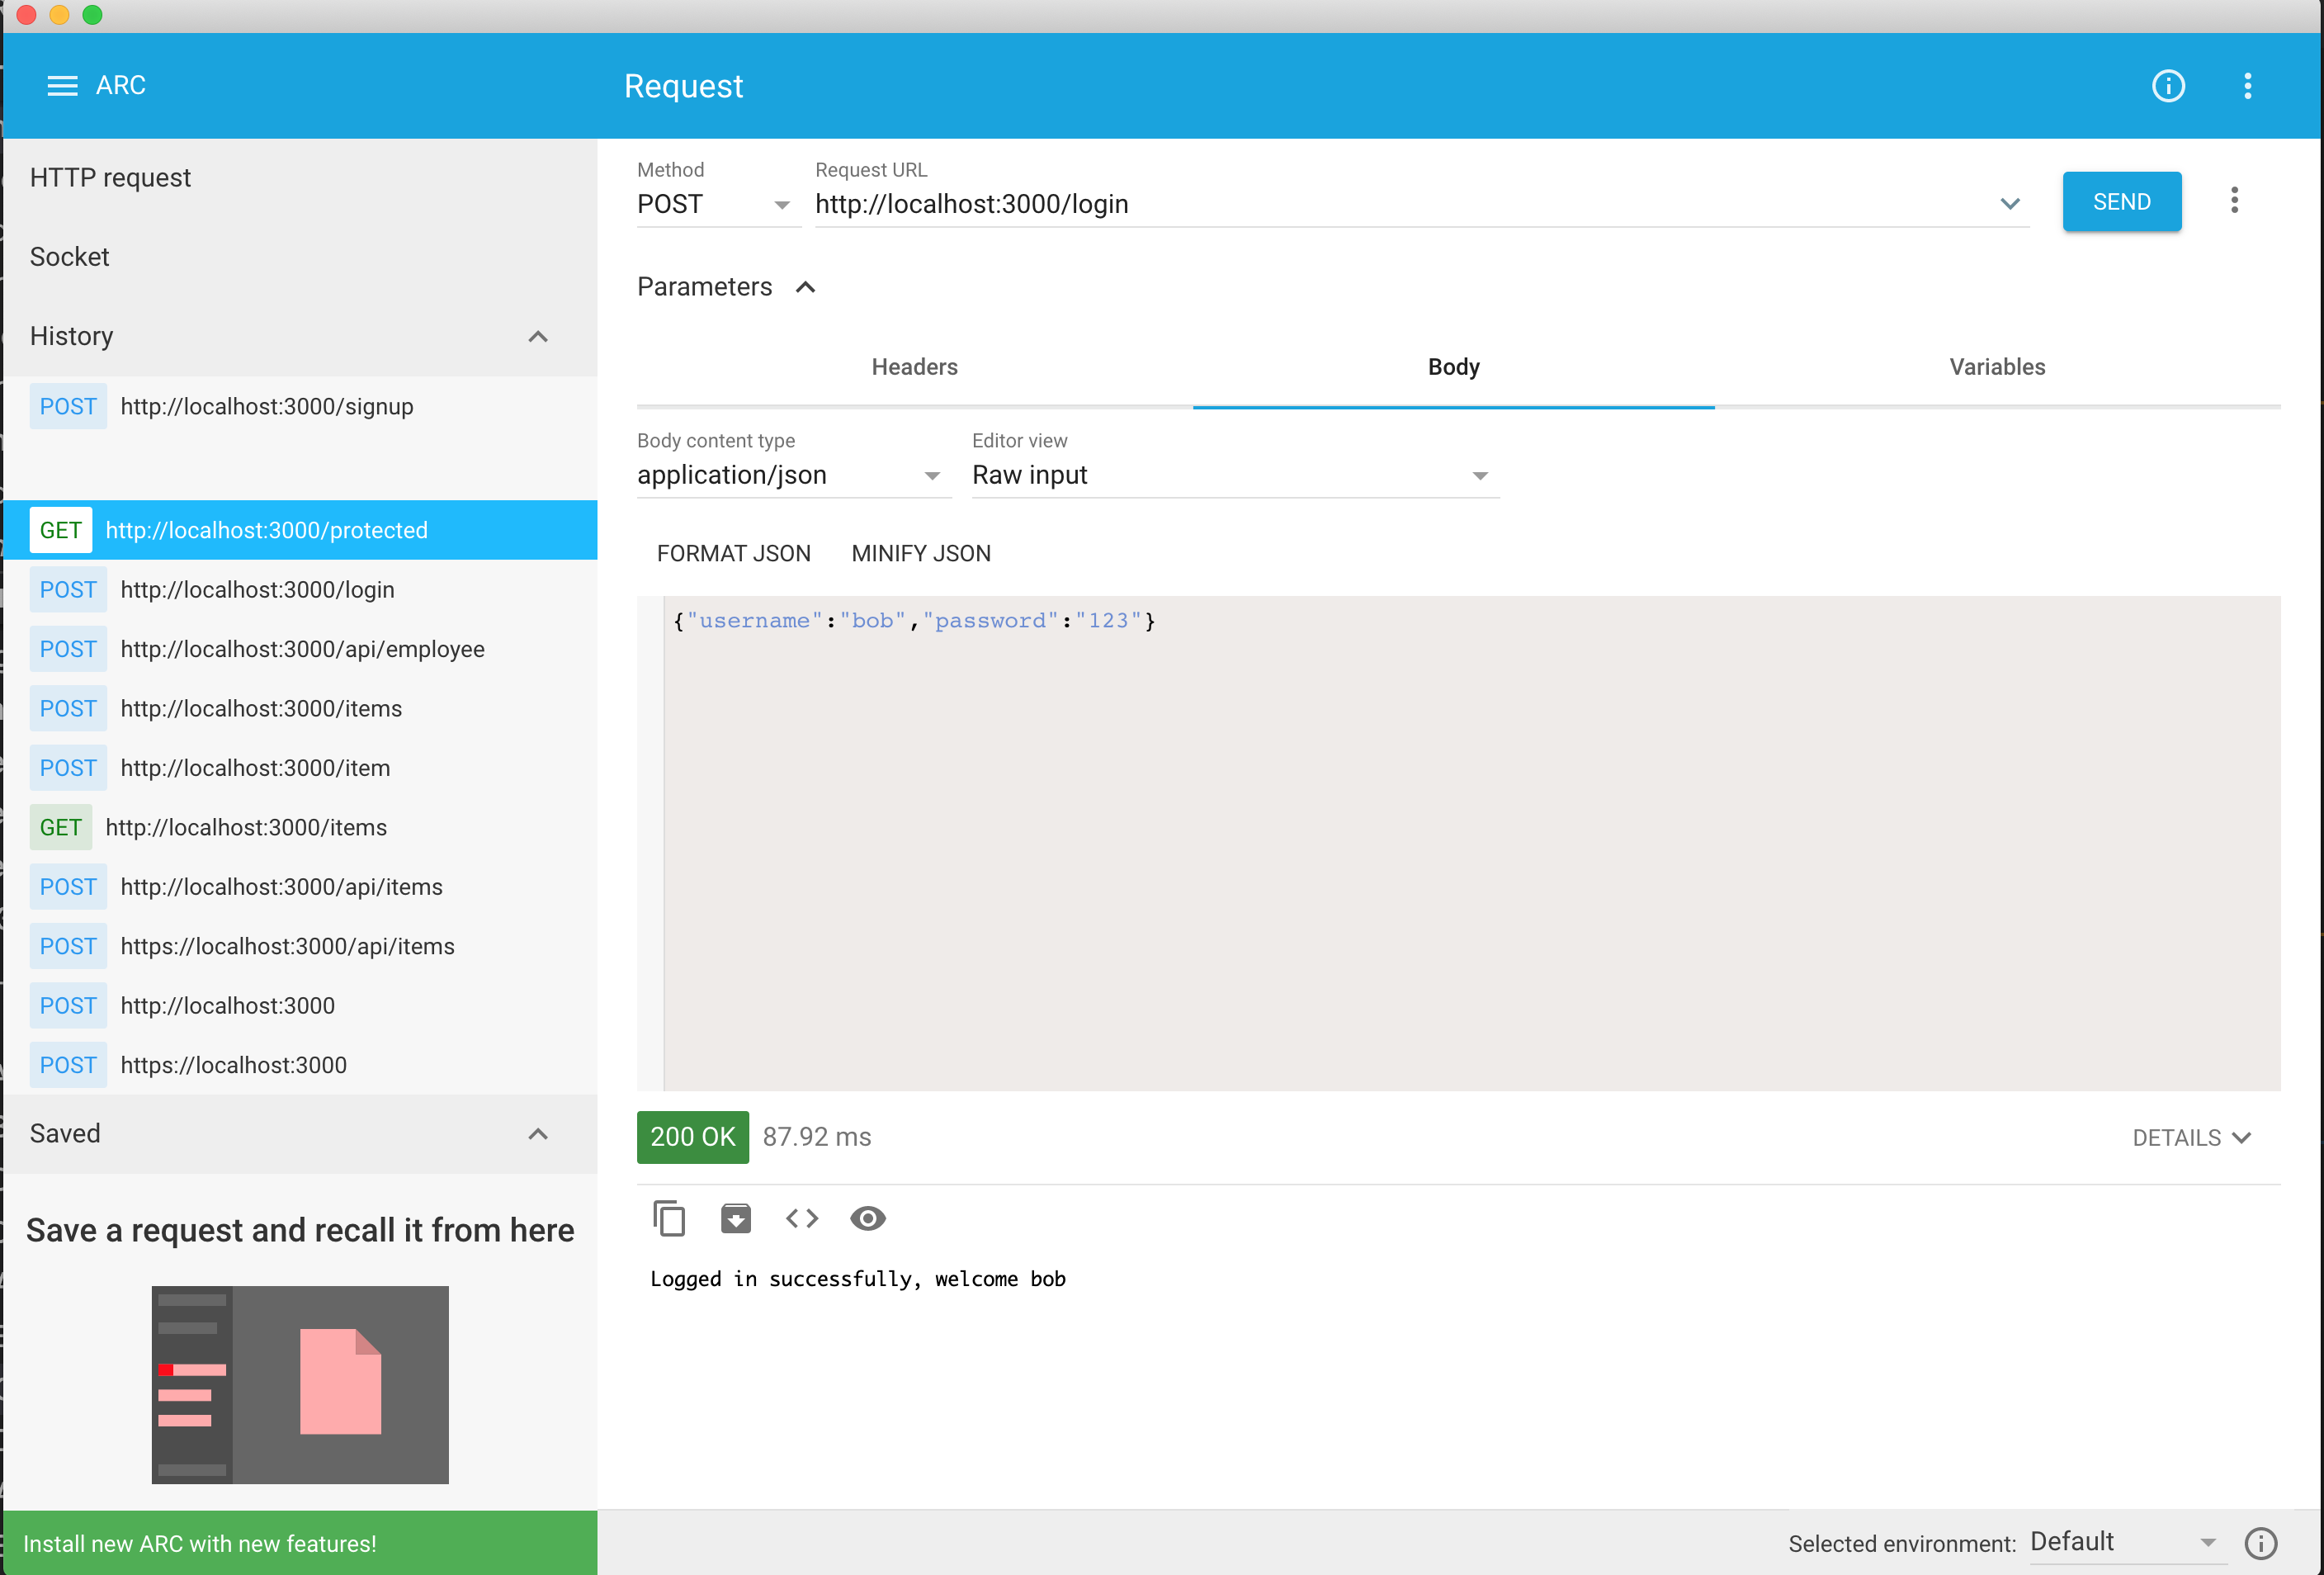 ARC
Request
HTTP request
Socket
History
POST http://localhost:3000/signup
GET http://localhost:3000/protected
POST http://localhost:3000/login
POST http://localhost:3000/api/employee
POST http://localhost:3000/items
POST http://localhost:3000/item
GET http://localhost:3000/items
POST http://localhost:3000/api/items
POST https://localhost:3000/api/items
POST http://localhost:3000
POST https://localhost:3000
Saved
Save a request and recall it from here
Install new ARC with new features!
Method
POST
Request URL
http://localhost:3000/login
SEND
Parameters
Headers Body Variables
Body content type
application/json
Editor view
Raw input
FORMAT JSON MINIFY JSON
{"username":"bob","password":"123"}
200 OK 87.92 ms DETAILS
Logged in successfully, welcome bob
Selected environment: Default